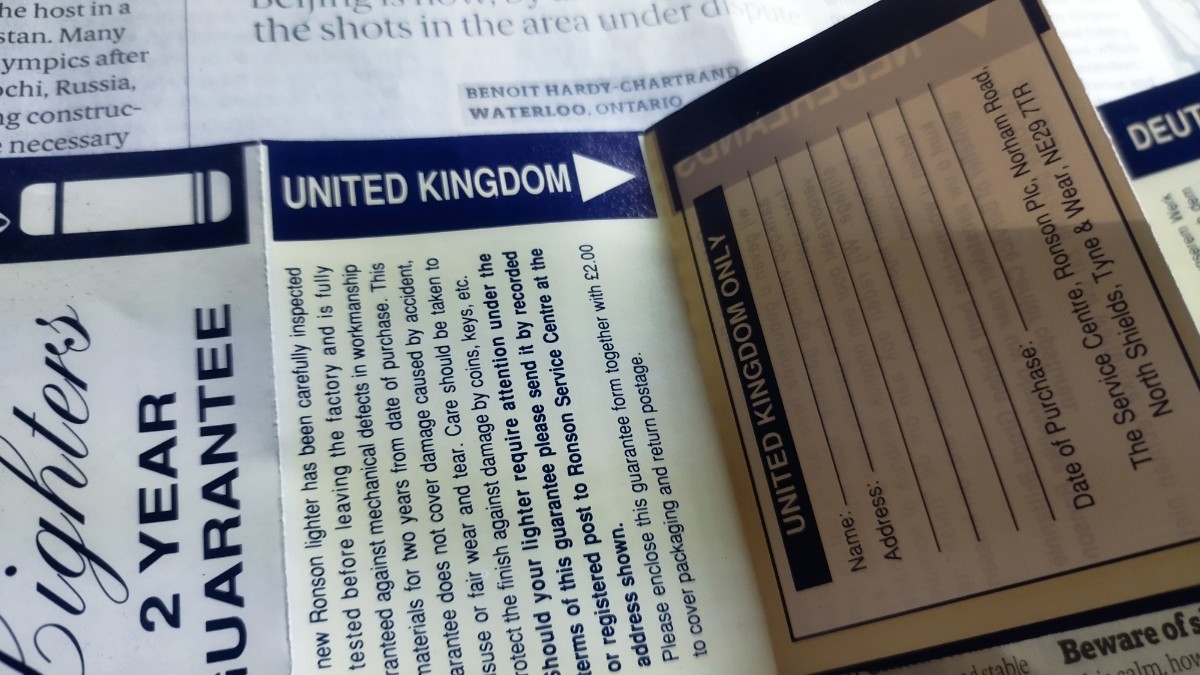 he host in a
stan. Many
ympics after
ochi, Russia,
ng construc-
necessary
the shots in the area under
BENOIT HARDY-CHARTRAND
WATERLOO, ONTARIO
Lighters
2 YEAR
GUARANTEE
UNITED KINGDOM
new Ronson lighter has been carefully inspected
tested before leaving the factory and is fully
ranteed against mechanical defects in workmanship
materials for two years from date of purchase. This
arantee does not cover damage caused by accident,
isuse or fair wear and tear. Care should be taken to
rotect the finish against damage by coins, keys, etc.
Should your lighter require attention under the
terms of this guarantee please send it by recorded
or registered post to Ronson Service Centre at the
address shown.
Please enclose this guarantee form together with £2.00
to cover packaging and return postage.
UNITED KINGDOM ONLY
Name:
Address:
Date of Purchase:
The Service Centre, Ronson Plc, Norham Road,
North Shields, Tyne & Wear, NE29 7TR
DEUT
Beware of s
calm, how